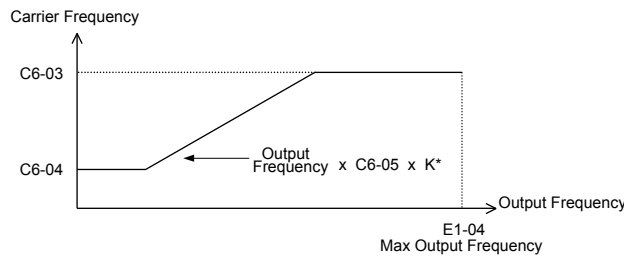 Carrier Frequency
C6-03
Output
Frequency x C6-05 x K*
C6-04
Output Frequency
E1-04
Max Output Frequency